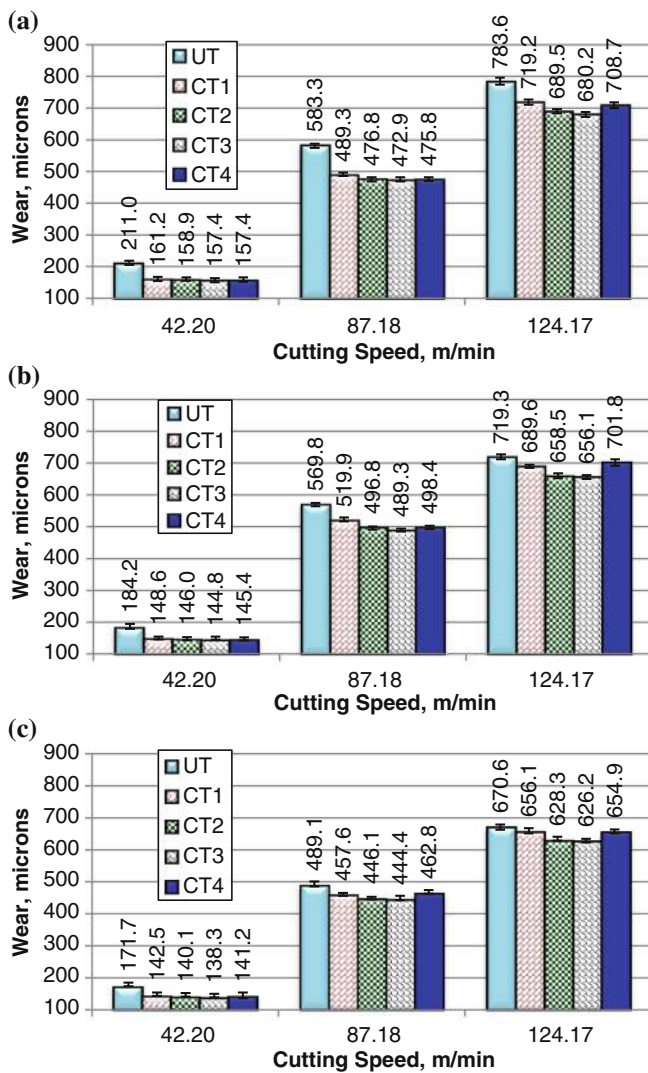 (a)
900
800
700
600
500
400
300
200
100
Wear, microns
UT
CT1
CT2
CT3
CT4
211.0
161.2
158.9
157.4
157.4
583.3
489.3
476.8
472.9
475.8
783.6
719.2
689.5
680.2
708.7
42.20 87.18 124.17
Cutting Speed, m/min
(b)
900
800
700
600
500
400
300
200
100
Wear, microns
UT
CT1
CT2
CT3
CT4
184.2
148.6
146.0
144.8
145.4
569.8
519.9
496.8
489.3
498.4
719.3
689.6
658.5
656.1
701.8
42.20 87.18 124.17
Cutting Speed, m/min
(c)
900
800
700
600
500
400
300
200
100
Wear, microns
UT
CT1
CT2
CT3
CT4
171.7
142.5
140.1
138.3
141.2
489.1
457.6
446.1
444.4
462.8
670.6
656.1
628.3
626.2
654.9
42.20 87.18 124.17
Cutting Speed, m/min